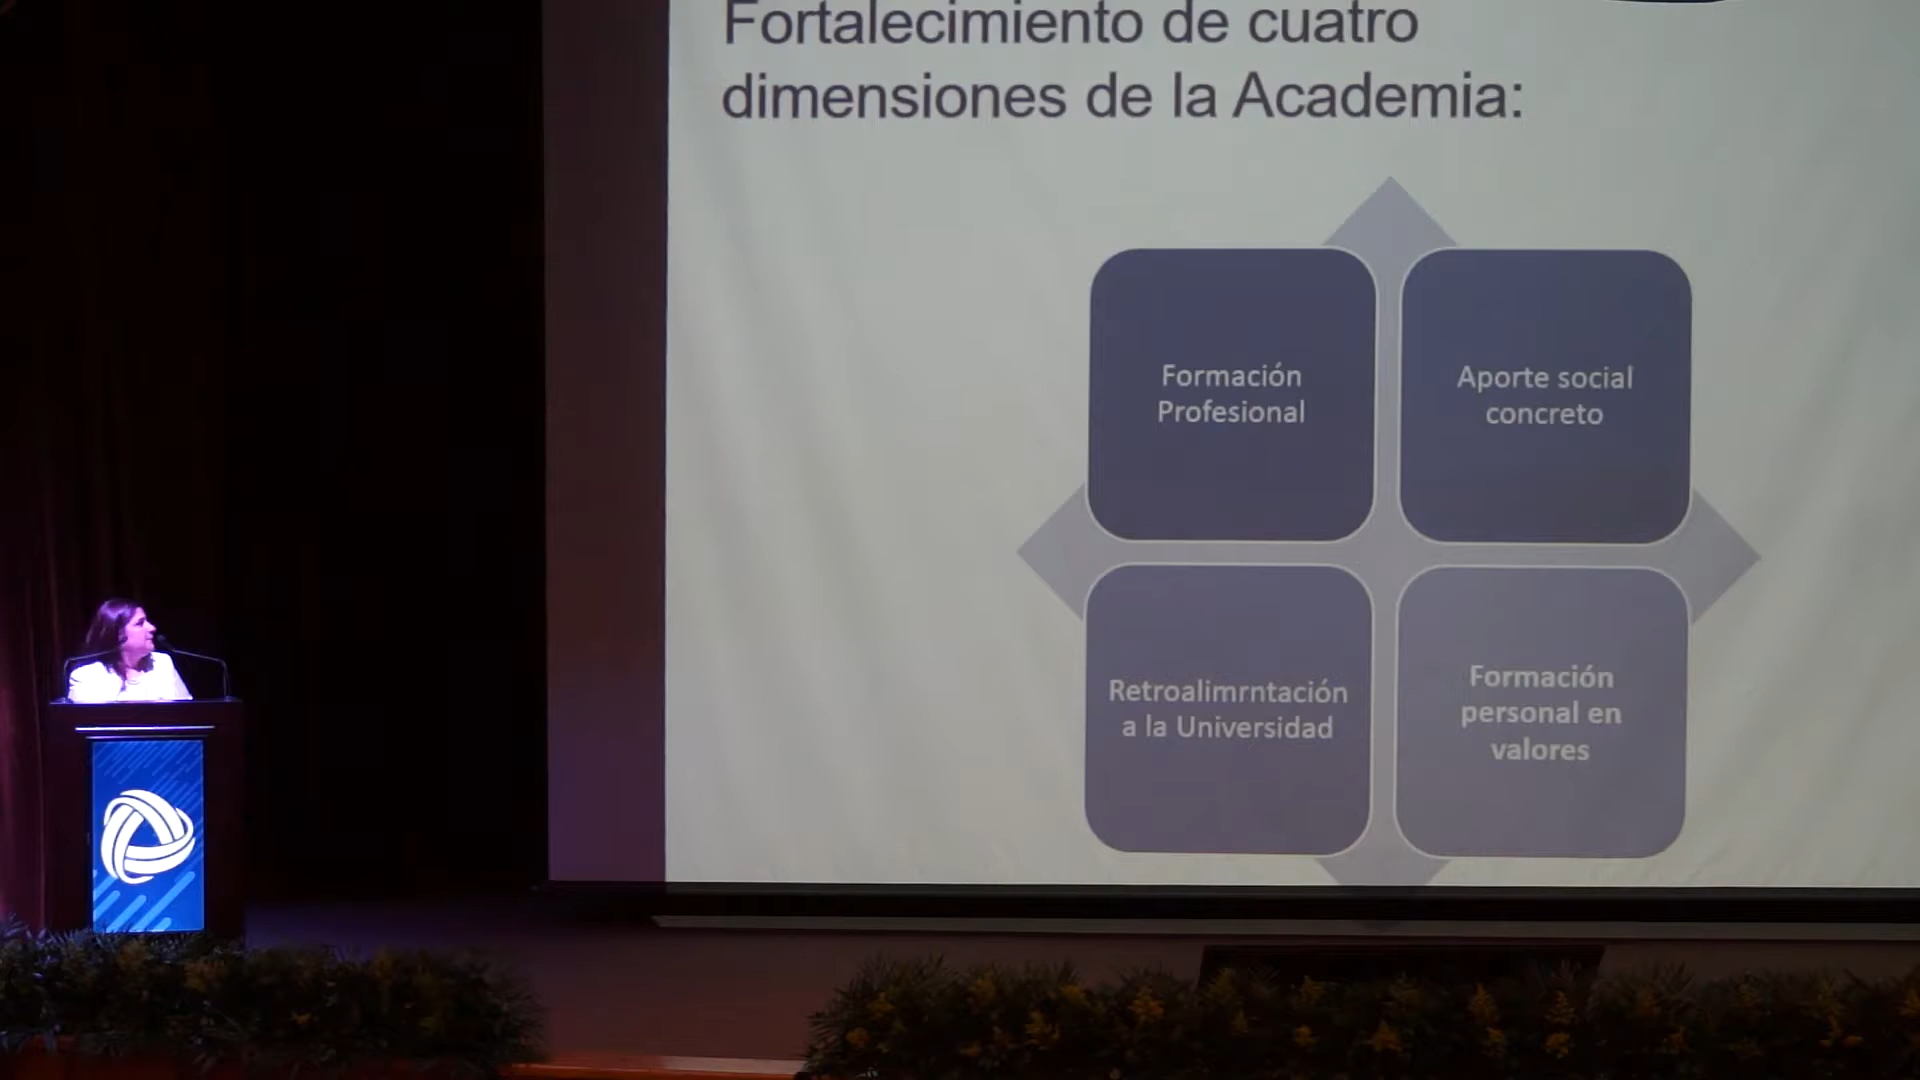 Fortalecimiento de cuatro
dimensiones de la Academia:
Formación
Profesional
Aporte social
concreto
Retroalimrntación
a la Universidad
Formación
personal en
valores